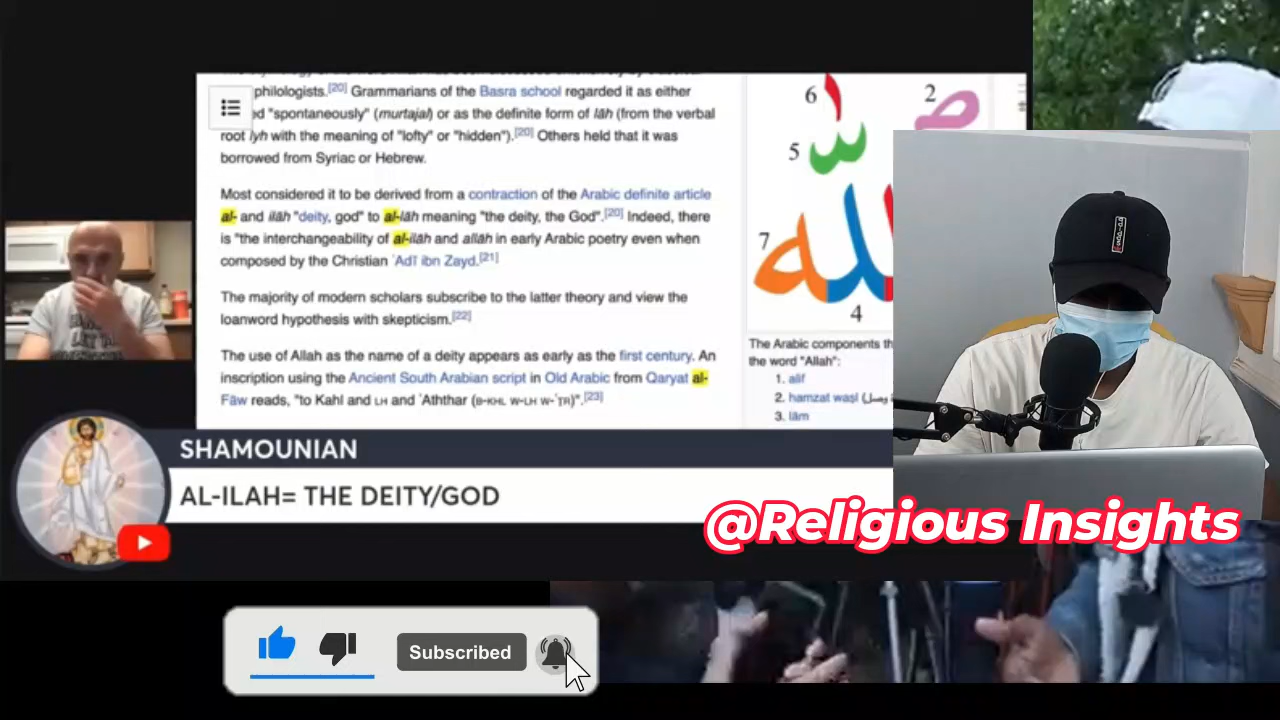 philologists.[20] Grammarians of the Basra school regarded it as either
ed "spontaneously" (murtajal) or as the definite form of lāh (from the verbal
root lyh with the meaning of "lofty" or "hidden").[20] Others held that it was
borrowed from Syriac or Hebrew.
Most considered it to be derived from a contraction of the Arabic definite article
al- and ilāh "deity, god" to al-lāh meaning "the deity, the God".[20] Indeed, there
is "the interchangeability of al-ilāh and allāh in early Arabic poetry even when
composed by the Christian ʿAdī ibn Zayd.[21]
The majority of modern scholars subscribe to the latter theory and view the
loanword hypothesis with skepticism.[22]
The use of Allah as the name of a deity appears as early as the first century. An
inscription using the Ancient South Arabian script in Old Arabic from Qaryat al-
Fāw reads, "to Kahl and LH and ʿAththar (B-KHL W-LH W-ʿṮR)".[23]
6
2
5
7
4
الله
The Arabic components th
the word "Allah":
1. alif
2. hamzat waṣl (وصل
3. lām
SHAMOUNIAN
AL-ILAH= THE DEITY/GOD
@Religious Insights
Subscribed